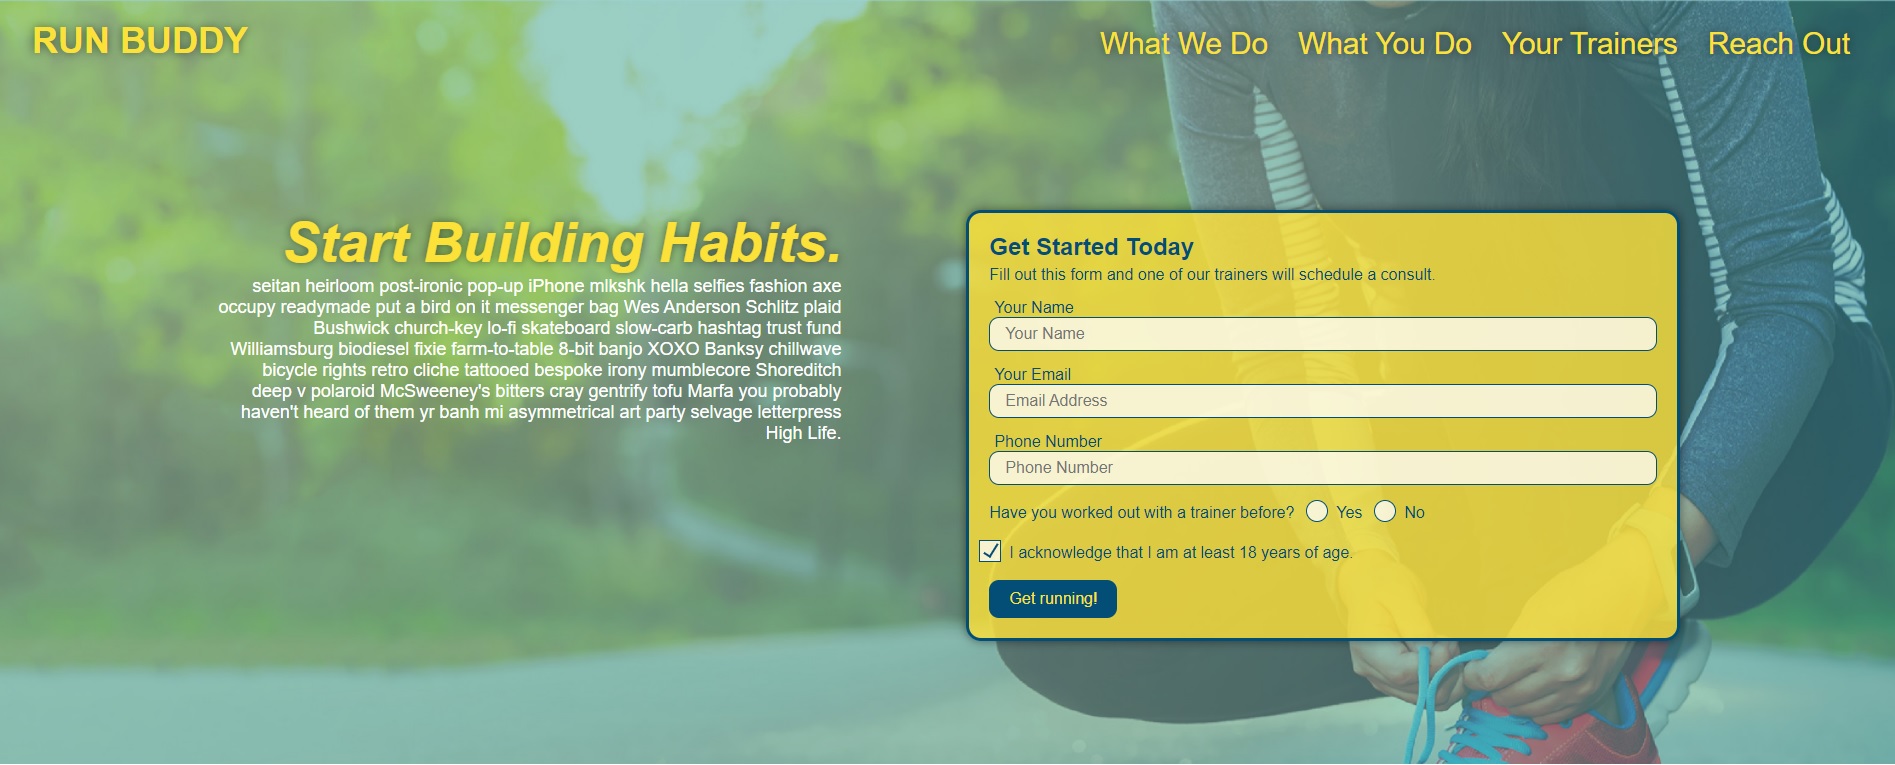 RUN BUDDY
What We Do What You Do Your Trainers Reach Out
Start Building Habits.
seitan heirloom post-ironic pop-up iPhone mlkshk hella selfies fashion axe
occupy readymade put a bird on it messenger bag Wes Anderson Schlitz plaid
Bushwick church-key lo-fi skateboard slow-carb hashtag trust fund
Williamsburg biodiesel fixie farm-to-table 8-bit banjo XOXO Banksy chillwave
bicycle rights retro cliche tattooed bespoke irony mumblecore Shoreditch
deep v polaroid McSweeney's bitters cray gentrify tofu Marfa you probably
haven't heard of them yr banh mi asymmetrical art party selvage letterpress
High Life.
Get Started Today
Fill out this form and one of our trainers will schedule a consult.
Your Name
Your Name
Your Email
Email Address
Phone Number
Phone Number
Have you worked out with a trainer before? Yes No
I acknowledge that I am at least 18 years of age.
Get running!